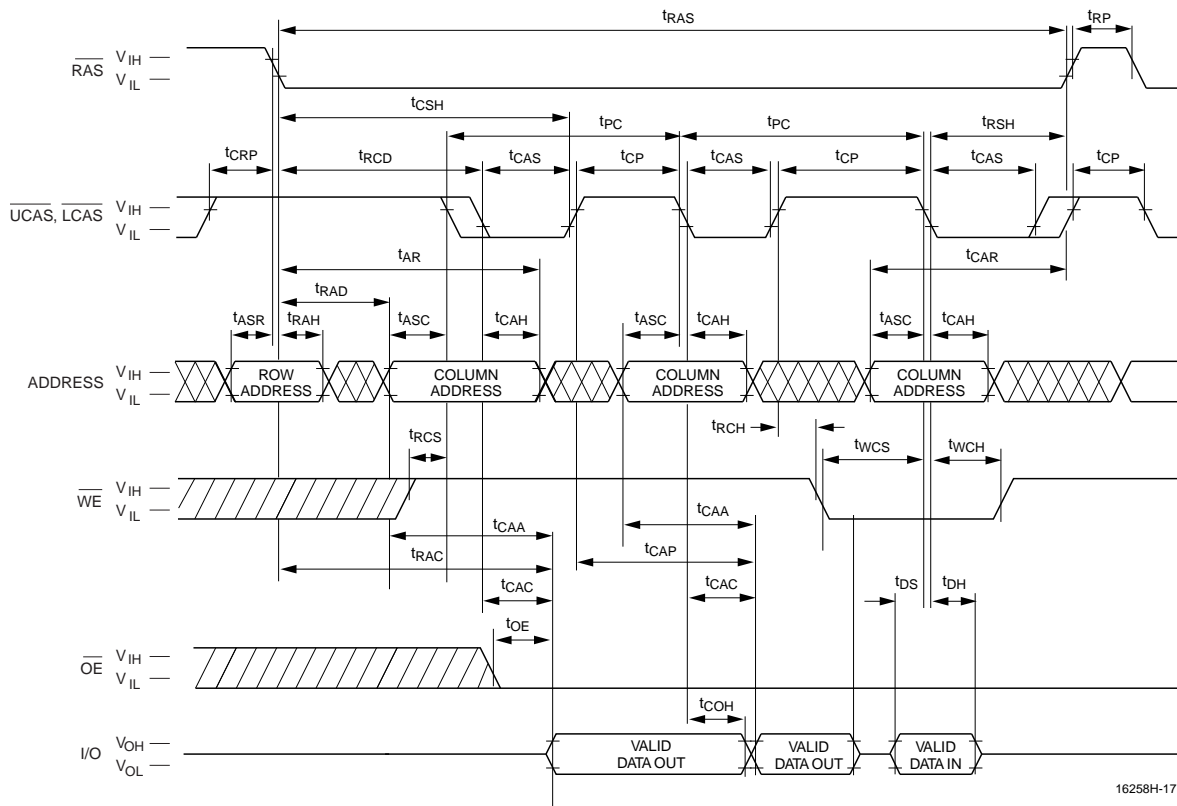 tRAS
tRP
RAS
VIH
VIL
tCSH
tPC
tPC
tRSH
tCRP
tRCD
tCAS
tCP
tCAS
tCP
tCAS
tCP
UCAS, LCAS
VIH
VIL
tAR
tCAR
tRAD
tASR
tRAH
tASC
tCAH
tASC
tCAH
tASC
tCAH
ADDRESS
VIH
VIL
ROW
ADDRESS
COLUMN
ADDRESS
COLUMN
ADDRESS
COLUMN
ADDRESS
tRCH
tRCS
tWCS
tWCH
WE
VIH
VIL
tCAA
tCAA
tRAC
tCAP
tCAC
tCAC
tDS
tDH
tOE
OE
VIH
VIL
tCOH
I/O
VOH
VOL
VALID
DATA OUT
VALID
DATA OUT
VALID
DATA IN
16258H-17